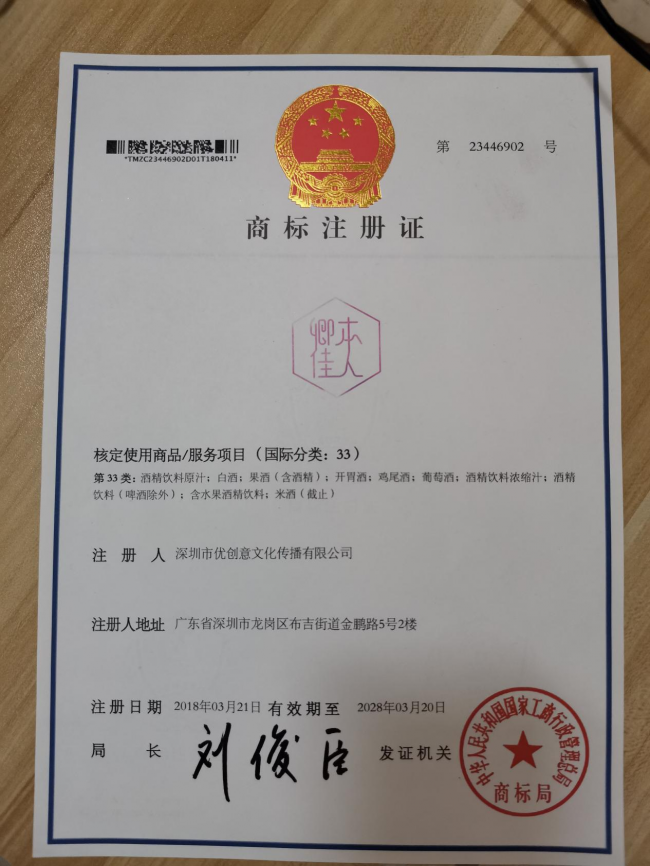 *TMZC23446902D01T180411*
第 23446902 号
商标注册证
核定使用商品/服务项目（国际分类：33）
第 33 类：酒精饮料原汁；白酒；果酒（含酒精）；开胃酒；鸡尾酒；葡萄酒；酒精饮料浓缩汁；酒精
饮料（啤酒除外）；含水果酒精饮料；米酒（截止）
注 册 人 深圳市优创意文化传播有限公司
注册人地址 广东省深圳市龙岗区布吉街道金鹏路5号2楼
注册日期 2018年03月21日 有效期至 2028年03月20日
局 长 刘俊臣 发证机关
中华人民共和国国家工商行政管理总局
商标局